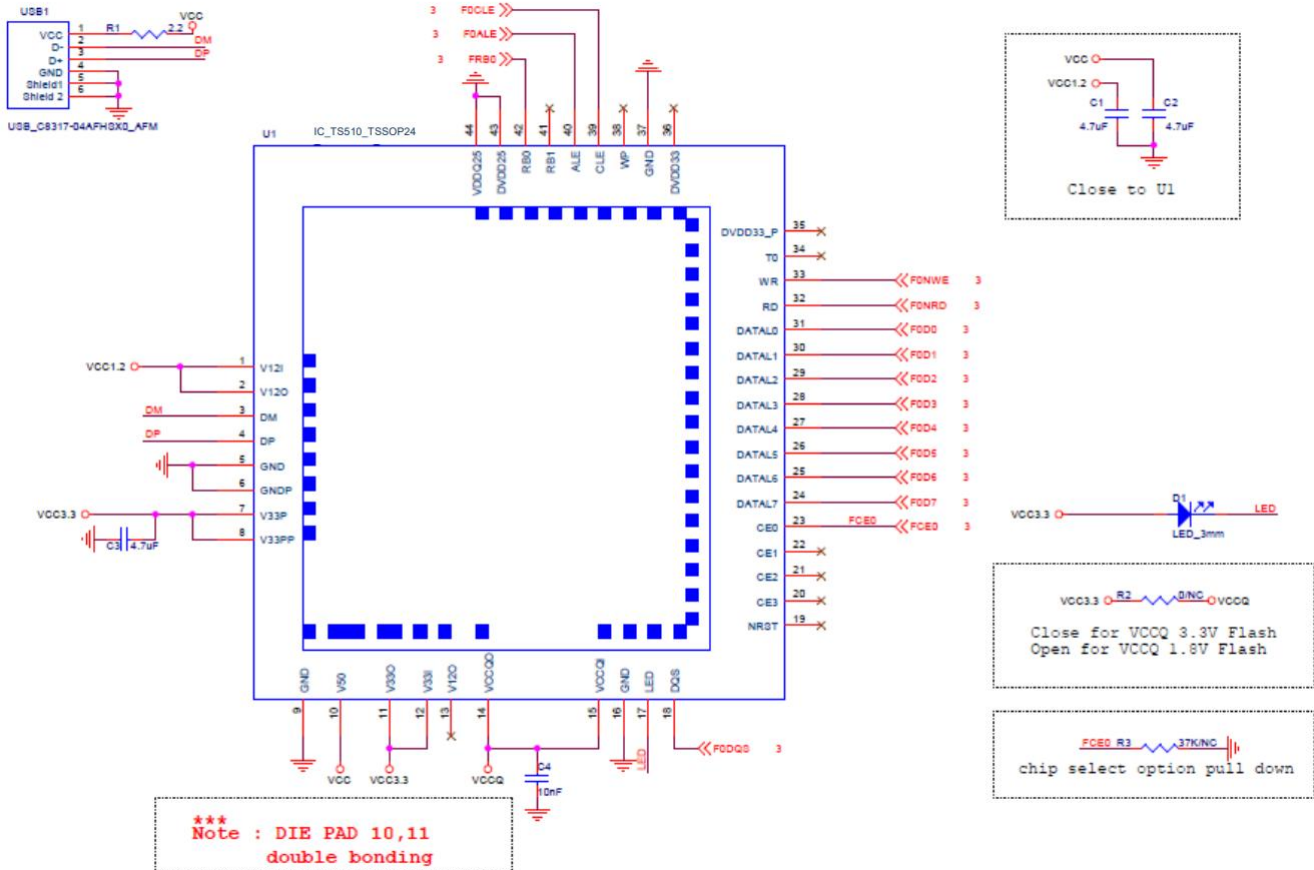 USB1
VCC 1
D- 2
D+ 3
GND 4
Shield1 5
Shield 2 6
R1 2.2 VCC
DM
DP
USB_C8317-04AFHSX0_AFM
3 F0CLE
3 F0ALE
3 FRB0
U1 IC_TS510_TSSOP24
44 43 42 41 40 39 38 37 36
VDDQ25 DVDD25 RB0 RB1 ALE CLE WP GND DVDD33
DVDD33_P 35
T0 34
WR 33 F0NWE 3
RD 32 F0NRD 3
DATAL0 31 F0D0 3
DATAL1 30 F0D1 3
DATAL2 29 F0D2 3
DATAL3 28 F0D3 3
DATAL4 27 F0D4 3
DATAL5 26 F0D5 3
DATAL6 25 F0D6 3
DATAL7 24 F0D7 3
CE0 23 FCE0 FCE0 3
CE1 22
CE2 21
CE3 20
NRST 19
VCC1.2 1 V12I
2 V12O
DM 3 DM
DP 4 DP
5 GND
6 GNDP
VCC3.3 7 V33P
8 V33PP
C3 4.7uF
GND V50 V33O V33I V12O VCCQO VCCQI GND LED DQS
9 10 11 12 13 14 15 16 17 18
VCC VCC3.3 VCCQ
C4
10nF
LED
F0DQS 3
***
Note : DIE PAD 10,11
double bonding
VCC
VCC1.2
C1 C2
4.7uF 4.7uF
Close to U1
D1
VCC3.3 LED
LED_3mm
VCC3.3 R2 0/NC VCCQ
Close for VCCQ 3.3V Flash
Open for VCCQ 1.8V Flash
FCE0 R3 37K/NC
chip select option pull down